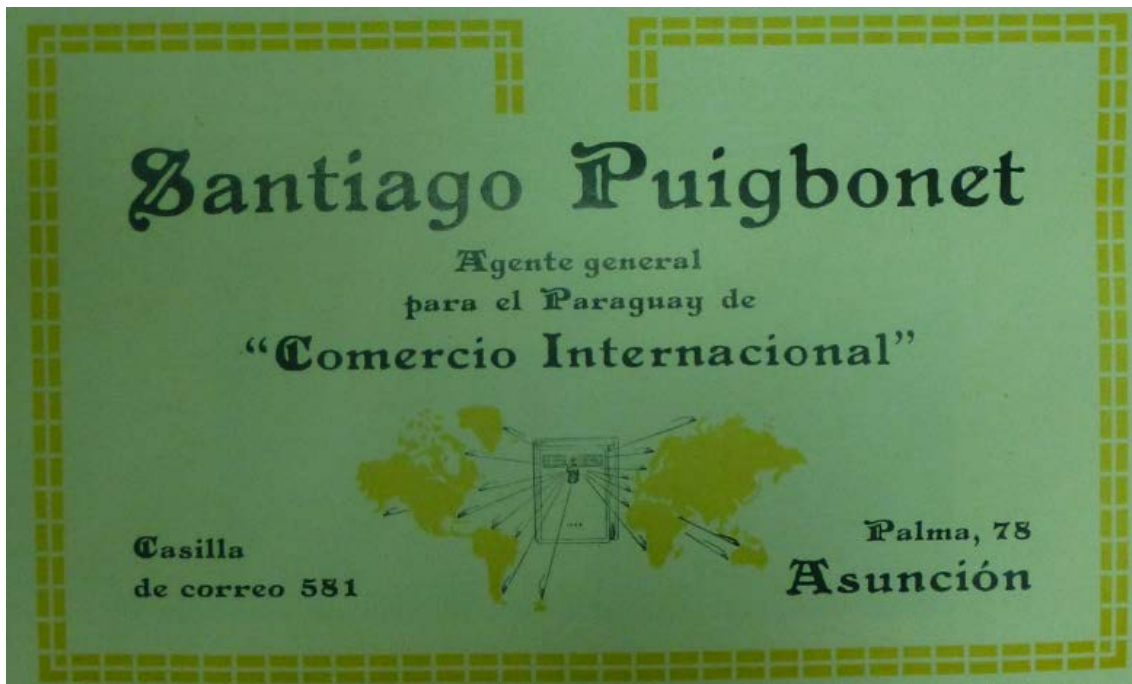 Santiago Puigbonet
Agente general
para el Paraguay de
“Comercio Internacional”
Casilla
de correo 581
Palma, 78
Asunción